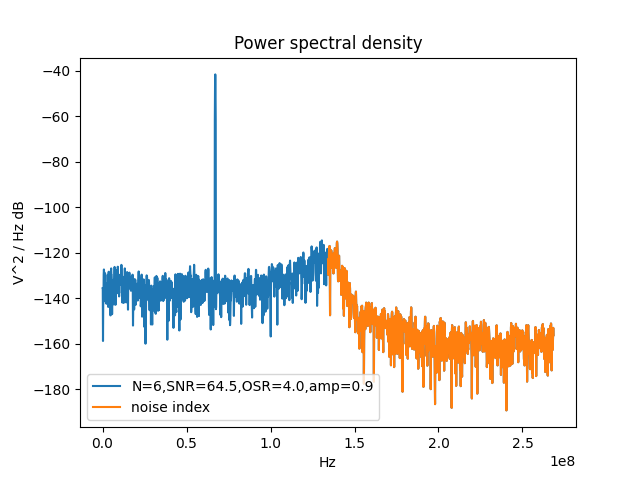 Power spectral density
V^2 / Hz dB
−40
−60
−80
−100
−120
−140
−160
−180
N=6,SNR=64.5,OSR=4.0,amp=0.9
noise index
0.0 0.5 1.0 1.5 2.0 2.5
1e8
Hz